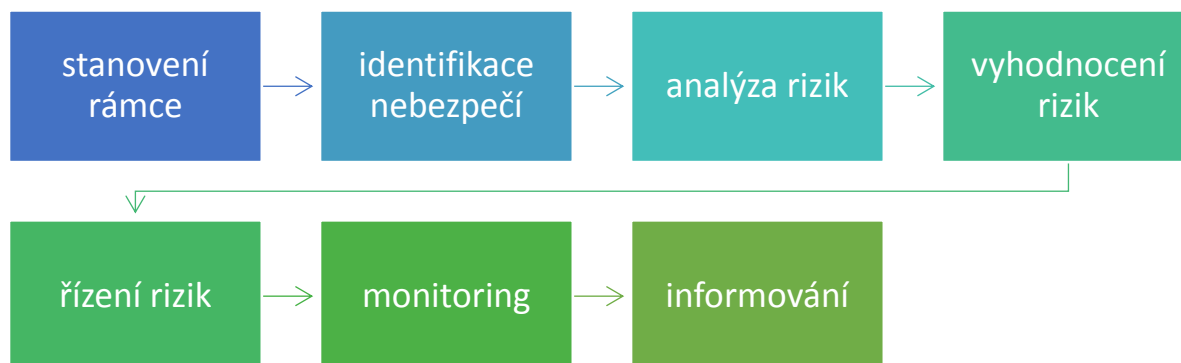 stanovení
rámce
identifikace
nebezpečí
analýza rizik
vyhodnocení
rizik
řízení rizik
monitoring
informování